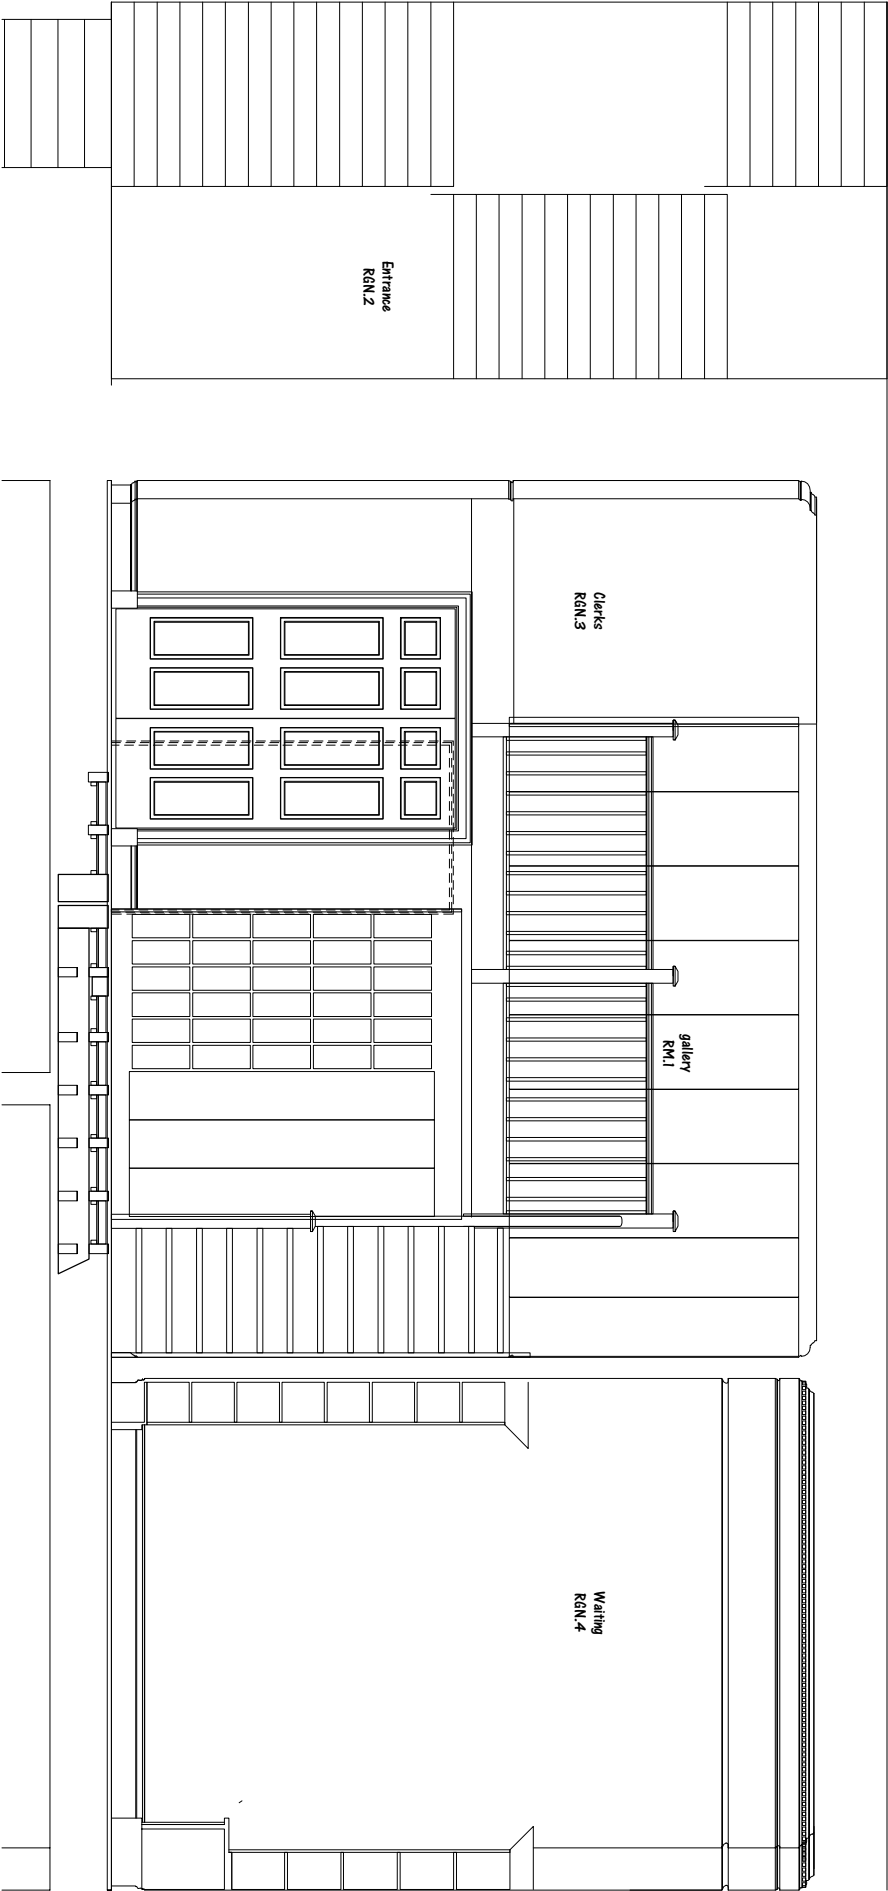 Entrance
RGN.2
Clerks
RGN.3
gallery
RM.1
Waiting
RGN.4